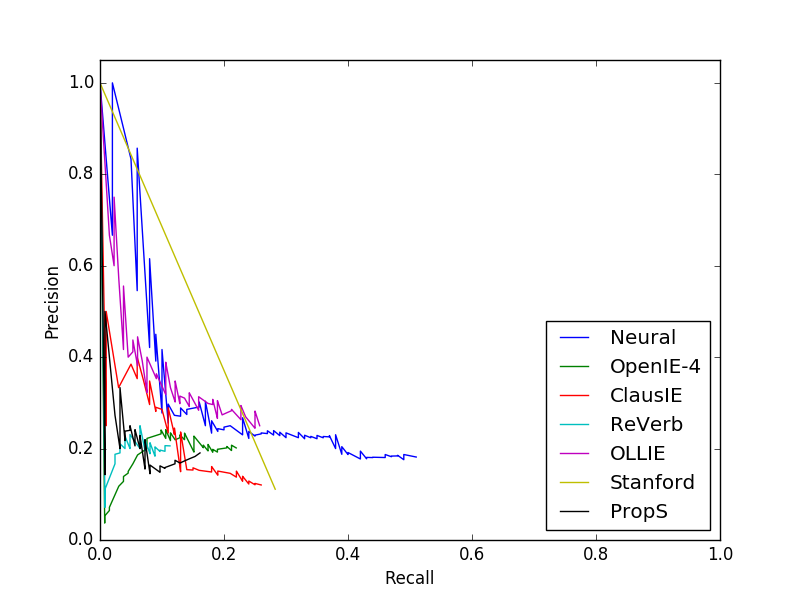 1.0
0.8
0.6
0.4
0.2
0.0
Precision
0.0 0.2 0.4 0.6 0.8 1.0
Recall
Neural
OpenIE-4
ClausIE
ReVerb
OLLIE
Stanford
PropS